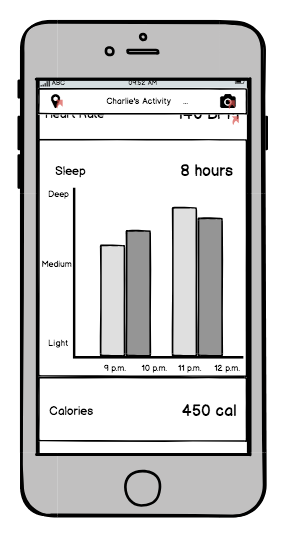 ABC 09:52 AM
Charlie's Activity ...
Heart Rate 140 BPM
Sleep 8 hours
Deep
Medium
Light
9 p.m. 10 p.m. 11 p.m. 12 p.m.
Calories 450 cal